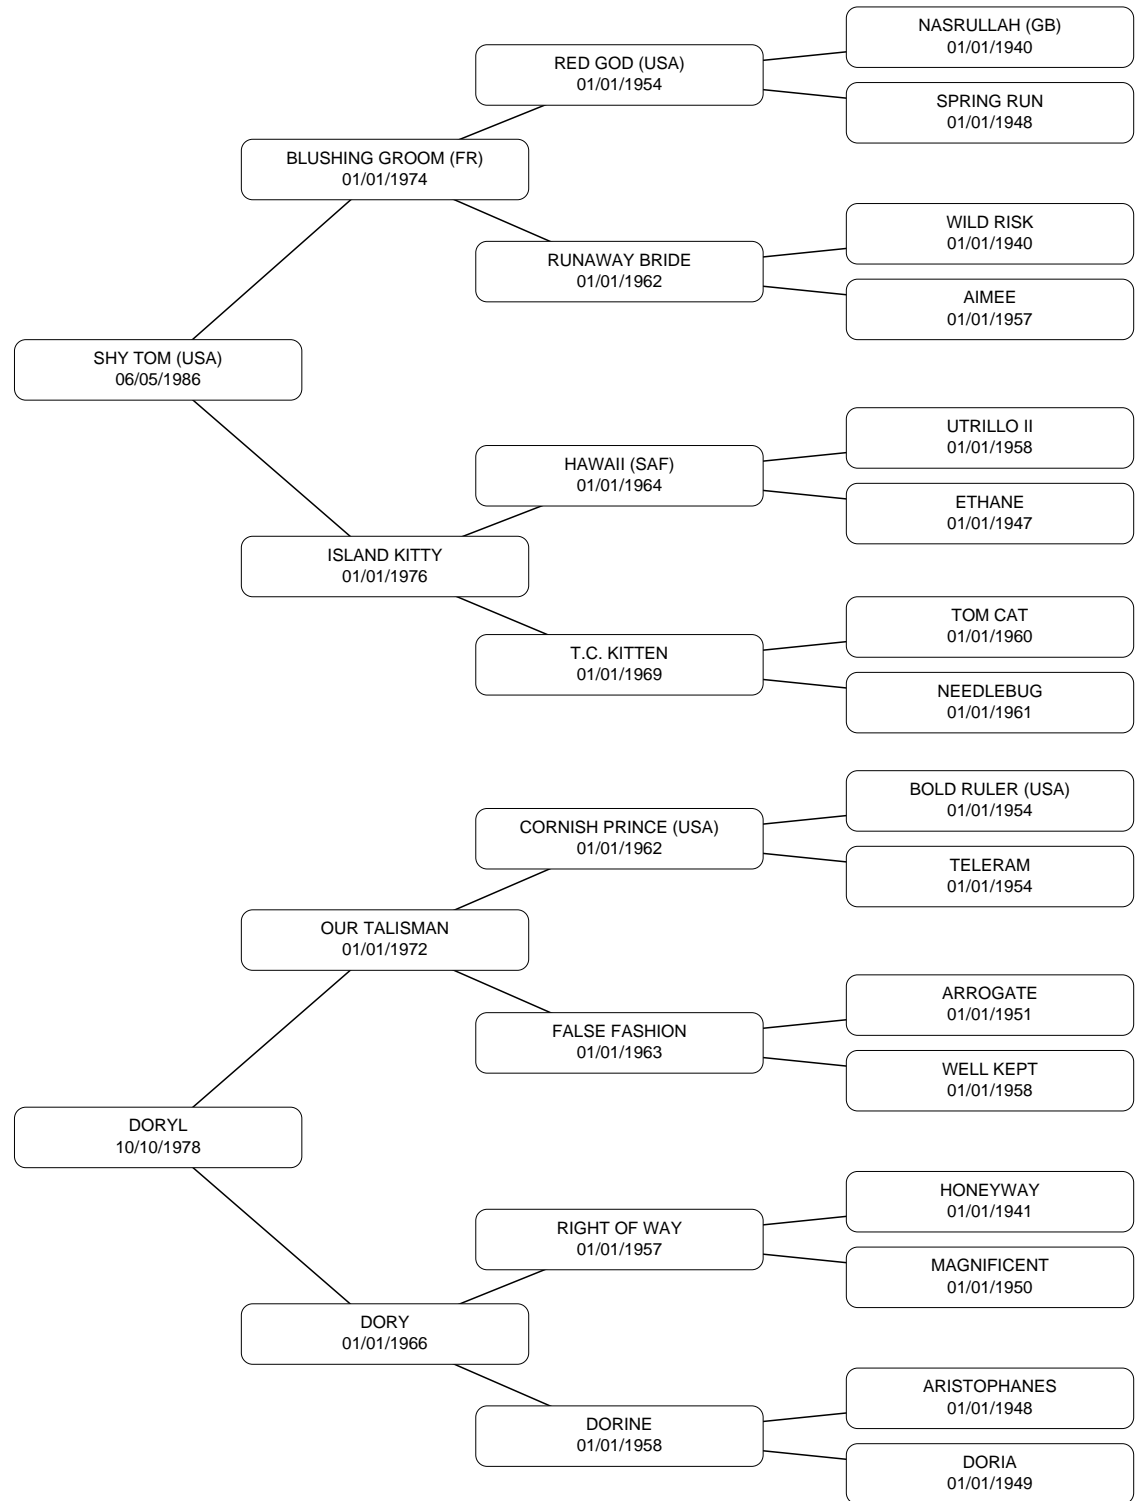 NASRULLAH (GB)
01/01/1940
RED GOD (USA)
01/01/1954
SPRING RUN
01/01/1948
BLUSHING GROOM (FR)
01/01/1974
WILD RISK
01/01/1940
RUNAWAY BRIDE
01/01/1962
AIMEE
01/01/1957
SHY TOM (USA)
06/05/1986
UTRILLO II
01/01/1958
HAWAII (SAF)
01/01/1964
ETHANE
01/01/1947
ISLAND KITTY
01/01/1976
TOM CAT
01/01/1960
T.C. KITTEN
01/01/1969
NEEDLEBUG
01/01/1961
BOLD RULER (USA)
01/01/1954
CORNISH PRINCE (USA)
01/01/1962
TELERAM
01/01/1954
OUR TALISMAN
01/01/1972
ARROGATE
01/01/1951
FALSE FASHION
01/01/1963
WELL KEPT
01/01/1958
DORYL
10/10/1978
HONEYWAY
01/01/1941
RIGHT OF WAY
01/01/1957
MAGNIFICENT
01/01/1950
DORY
01/01/1966
ARISTOPHANES
01/01/1948
DORINE
01/01/1958
DORIA
01/01/1949